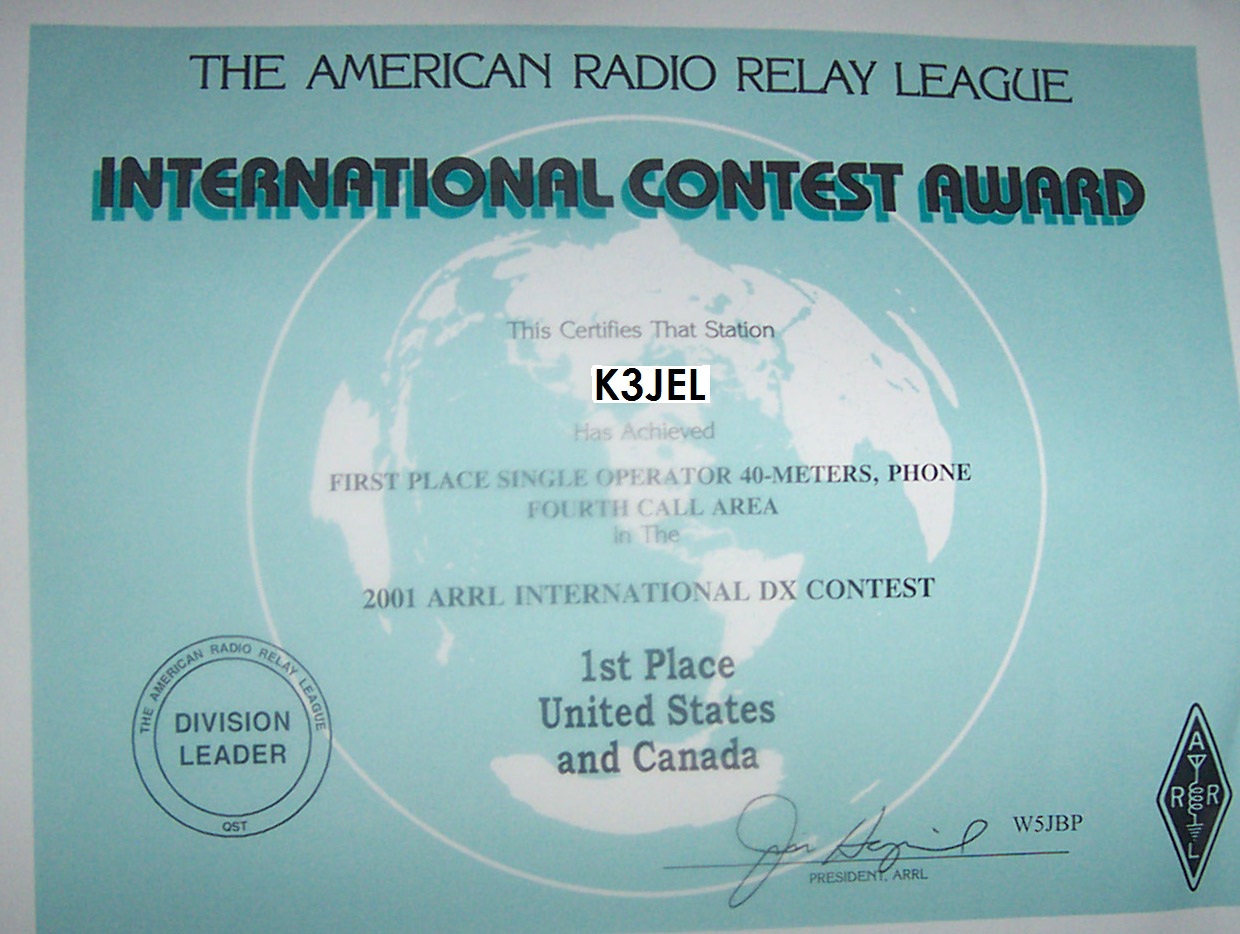 THE AMERICAN RADIO RELAY LEAGUE
INTERNATIONAL CONTEST AWARD
This Certifies That Station
K3JEL
Has Achieved
FIRST PLACE SINGLE OPERATOR 40-METERS, PHONE
FOURTH CALL AREA
In The
2001 ARRL INTERNATIONAL DX CONTEST
1st Place
United States
and Canada
THE AMERICAN RADIO RELAY LEAGUE
DIVISION
LEADER
QST
W5JBP
PRESIDENT, ARRL
A
R R
L